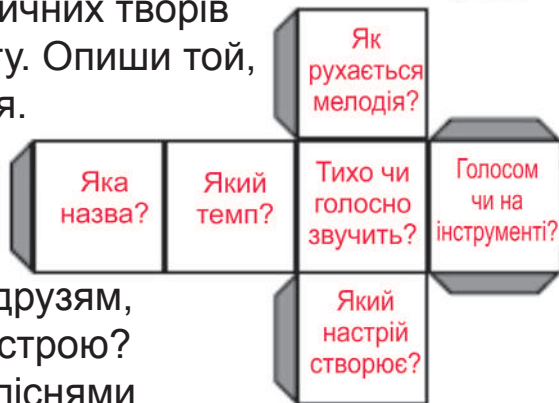 ичних творів
ту. Опиши той,
я.
Як
рухається
мелодія?
Яка
назва?
Який
темп?
Тихо чи
голосно
звучить?
Голосом
чи на
інструменті?
Який
настрій
створює?
друзям,
строю?
піснями